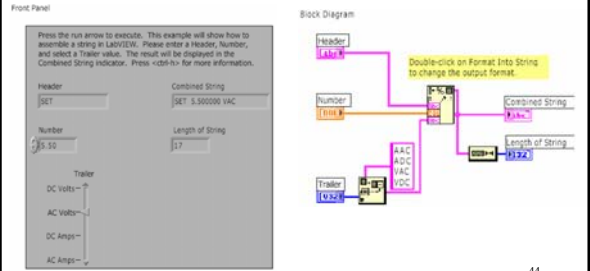 Front Panel
Press the run arrow to execute. This example will show how to
assemble a string in LabVIEW. Please enter a Header, Number,
and select a Trailer value. The result will be displayed in the
Combined String indicator. Press <ctrl-h> for more information.
Header
SET
Combined String
SET 5.500000 VAC
Number
5.50
Length of String
17
Trailer
DC Volts
AC Volts
DC Amps
AC Amps
Block Diagram
Header
abc
Double-click on Format Into String
to change the output format.
Number
Combined String
abc
Length of String
I32
AAC
ADC
VAC
VDC
Trailer
U32
44